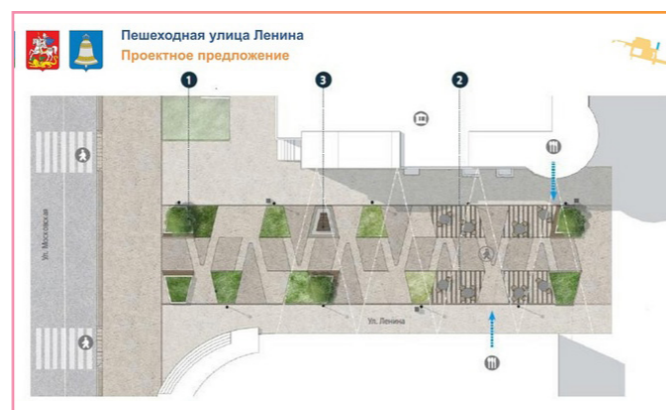 Пешеходная улица Ленина
Проектное предложение
1
3
2
Ул. Московская
Ул. Ленина